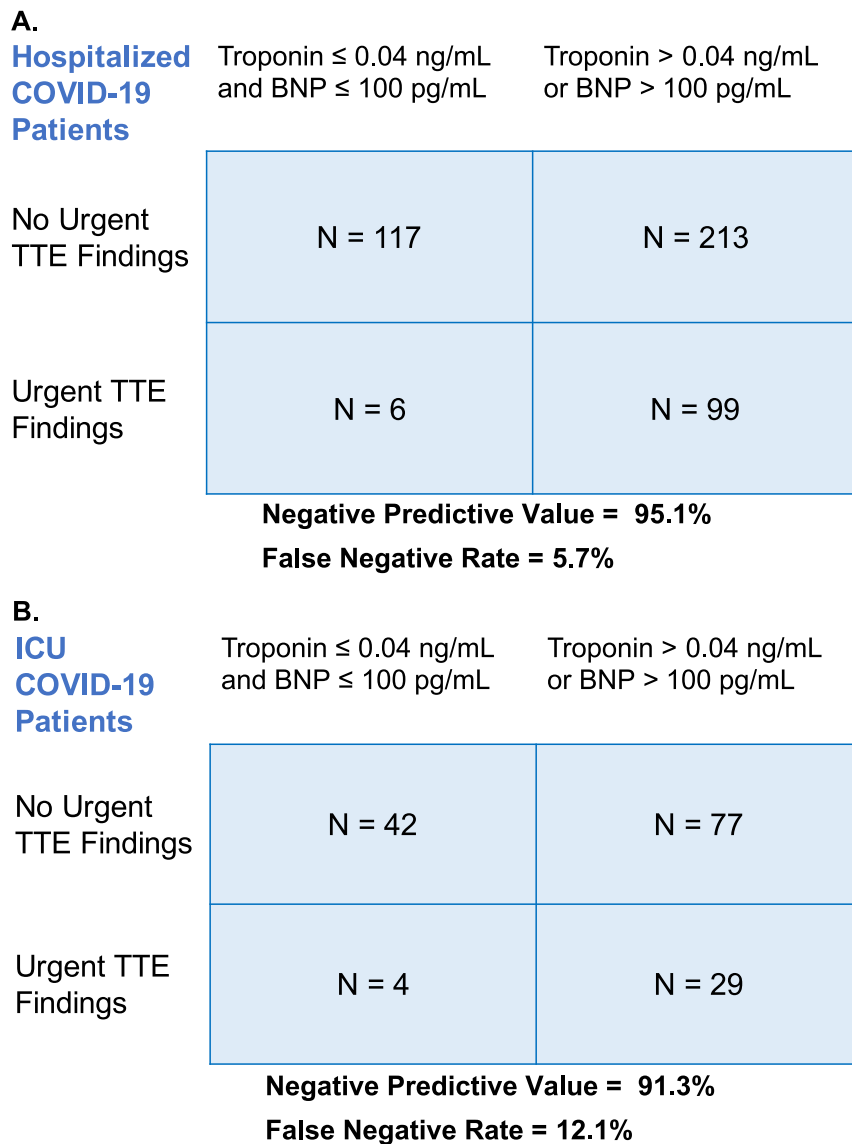 A.
Hospitalized
COVID-19
Patients
Troponin ≤ 0.04 ng/mL
and BNP ≤ 100 pg/mL
Troponin > 0.04 ng/mL
or BNP > 100 pg/mL
No Urgent
TTE Findings
N = 117
N = 213
Urgent TTE
Findings
N = 6
N = 99
Negative Predictive Value = 95.1%
False Negative Rate = 5.7%
B.
ICU
COVID-19
Patients
Troponin ≤ 0.04 ng/mL
and BNP ≤ 100 pg/mL
Troponin > 0.04 ng/mL
or BNP > 100 pg/mL
No Urgent
TTE Findings
N = 42
N = 77
Urgent TTE
Findings
N = 4
N = 29
Negative Predictive Value = 91.3%
False Negative Rate = 12.1%